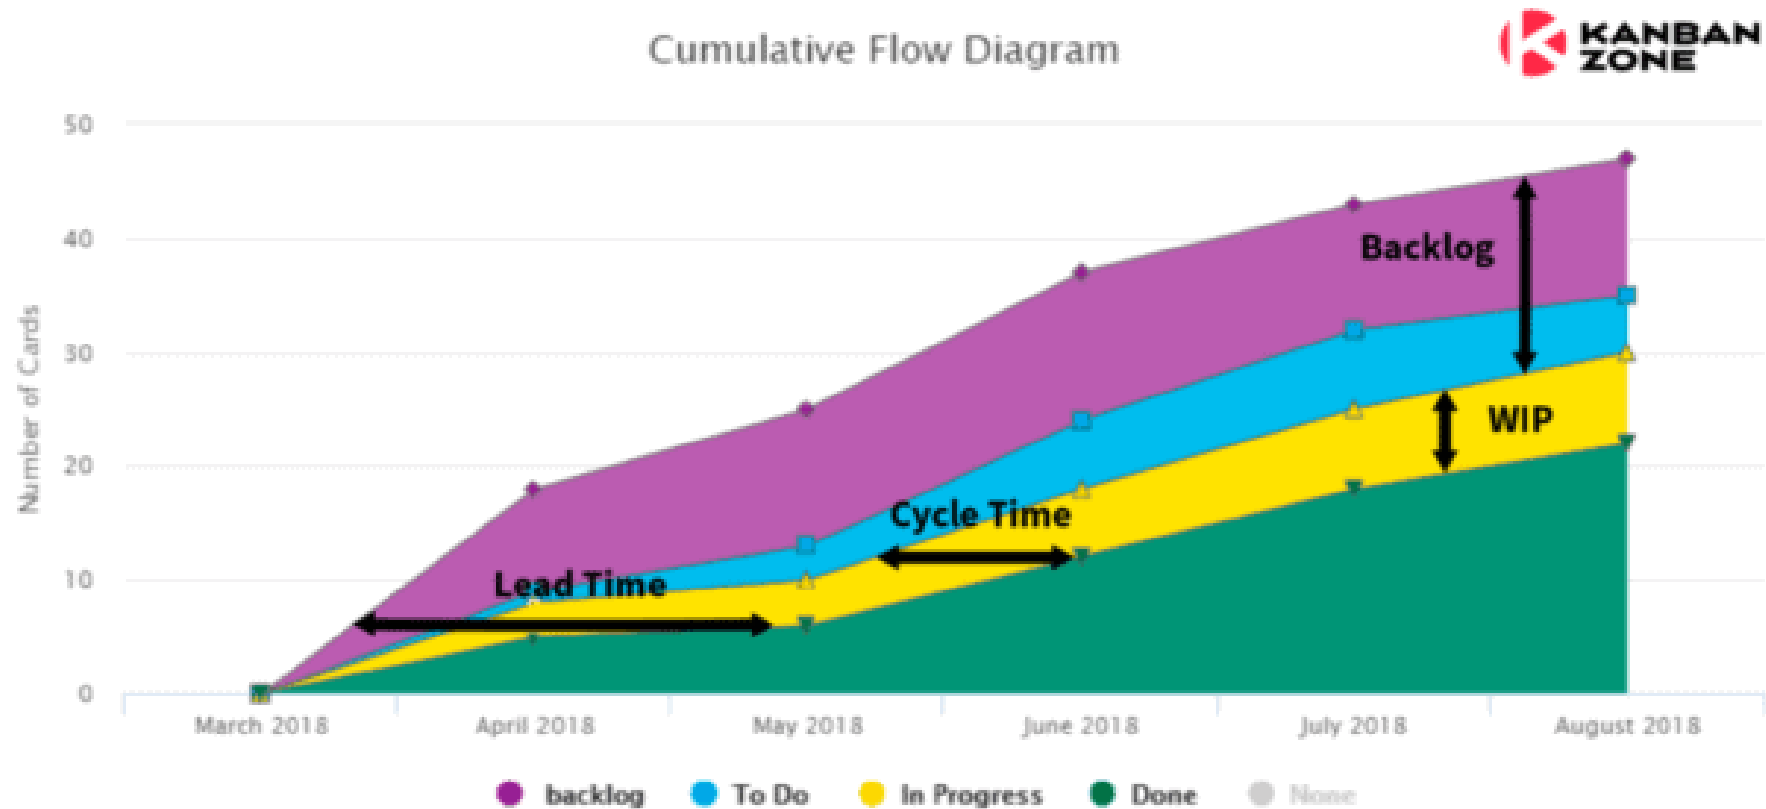 Cumulative Flow Diagram
KANBAN
ZONE
50
40
30
20
10
0
Number of Cards
Backlog
WIP
Cycle Time
Lead Time
March 2018
April 2018
May 2018
June 2018
July 2018
August 2018
backlog
To Do
In Progress
Done
None